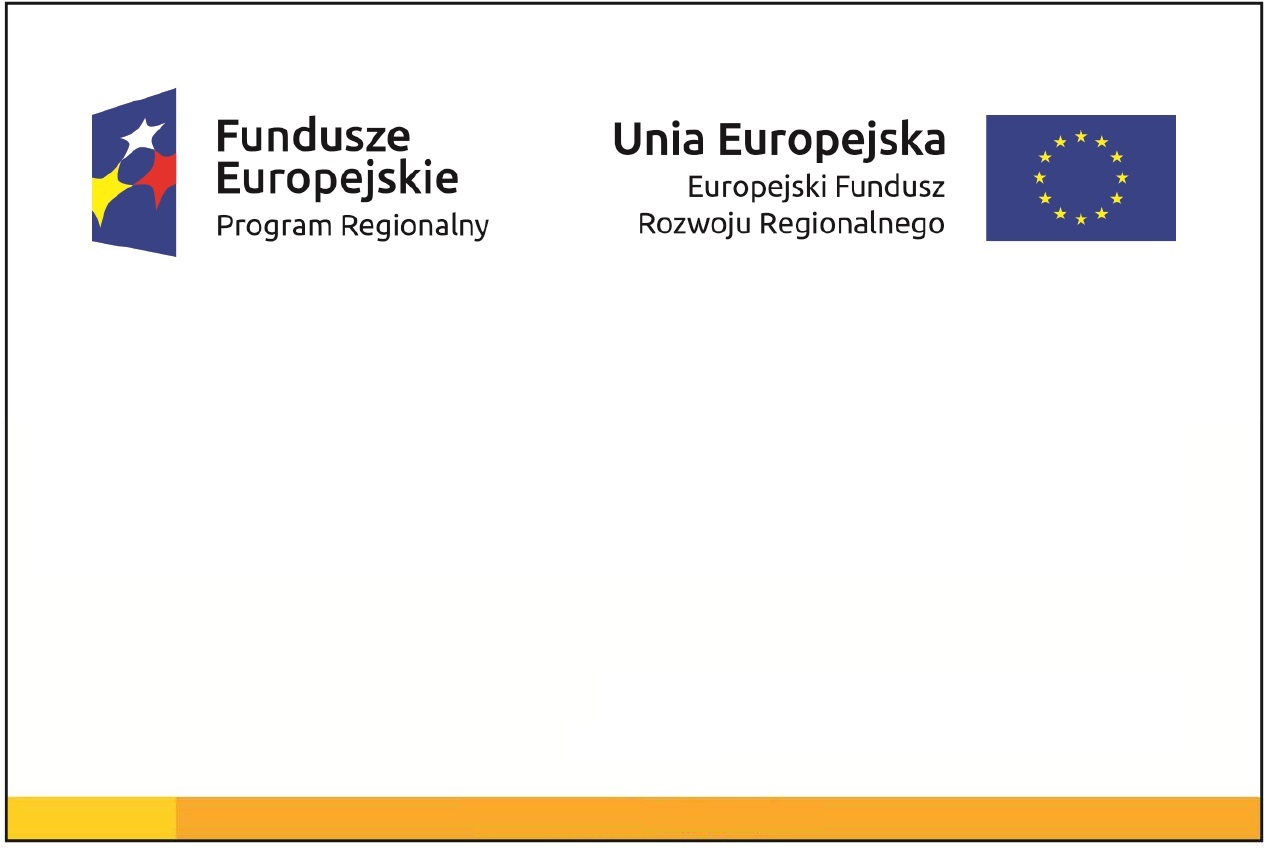 Fundusze
Europejskie
Program Regionalny
Unia Europejska
Europejski Fundusz
Rozwoju Regionalnego